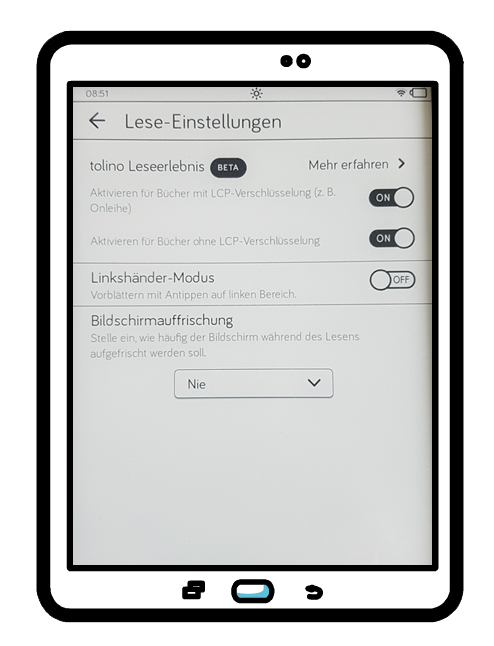 08:51
Lese-Einstellungen
tolino Leseerlebnis BETA Mehr erfahren
Aktivieren für Bücher mit LCP-Verschlüsselung (z. B.
Onleihe)
ON
Aktivieren für Bücher ohne LCP-Verschlüsselung
ON
Linkshänder-Modus
OFF
Vorblättern mit Antippen auf linken Bereich.
Bildschirmauffrischung
Stelle ein, wie häufig der Bildschirm während des Lesens
aufgefrischt werden soll.
Nie